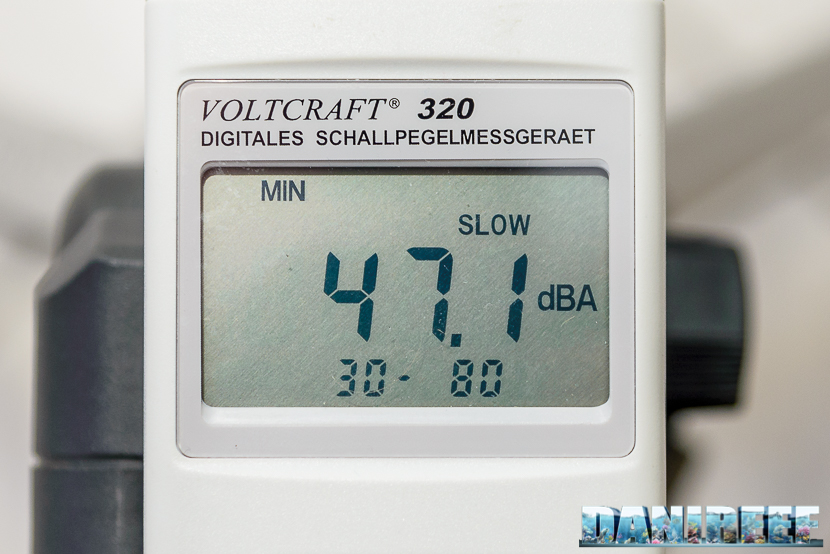 VOLTCRAFT® 320
DIGITALES SCHALLPEGELMESSGERAET
MIN
SLOW
47.1 dBA
30 - 80
DANIREEF